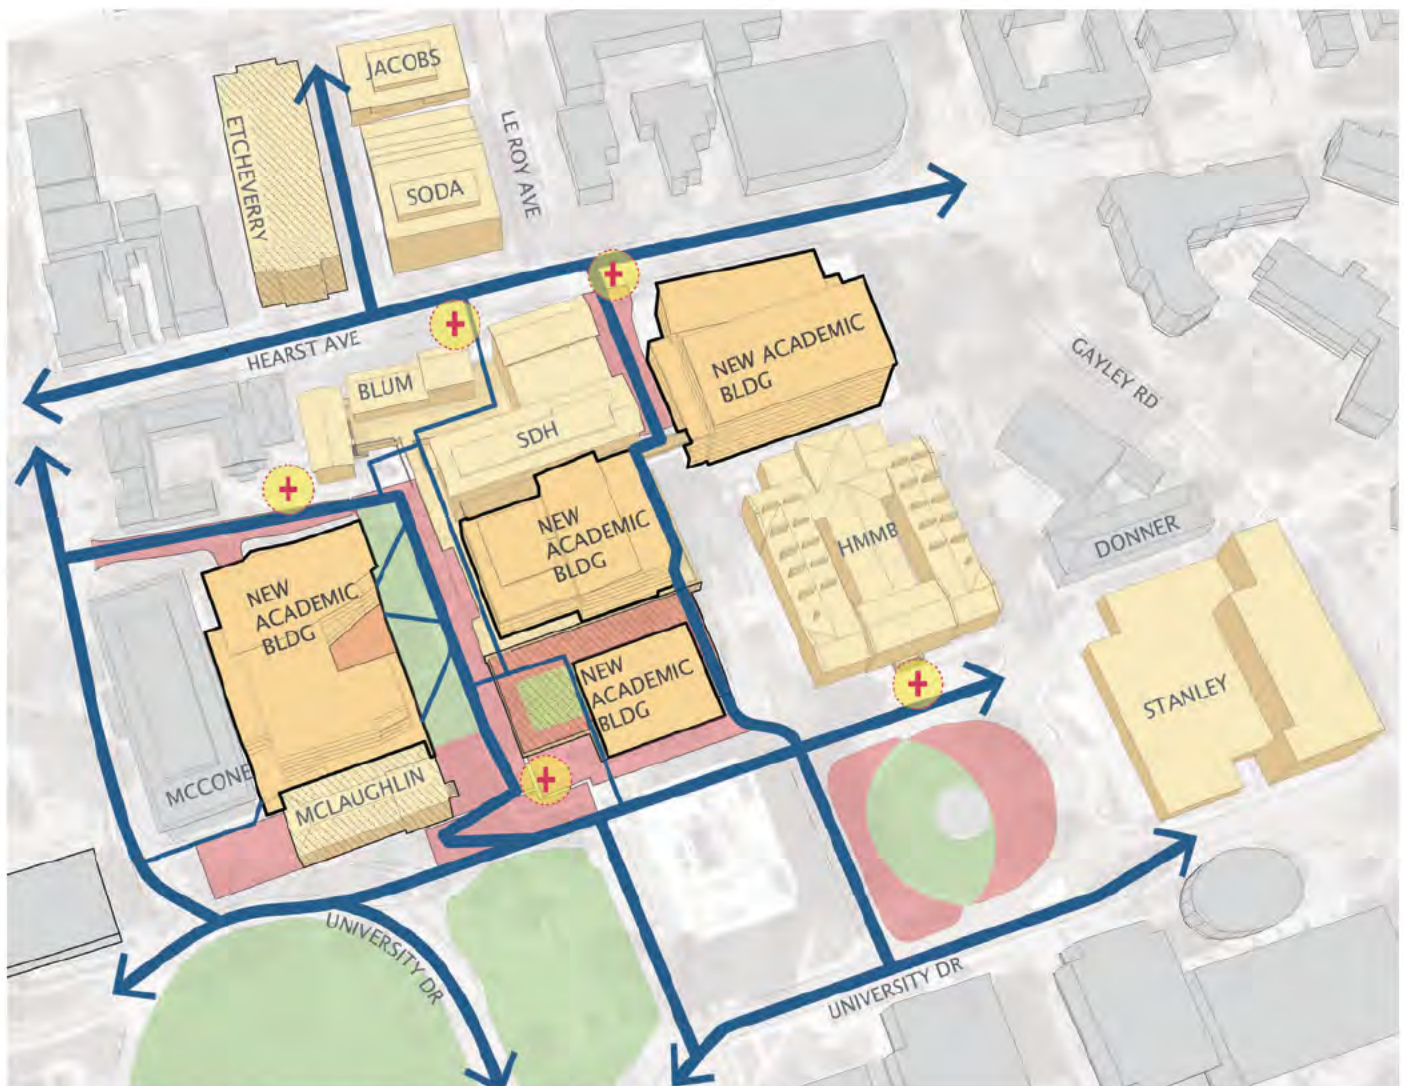 JACOBS
ETCHEVERRY
SODA
LE ROY AVE
HEARST AVE
BLUM
SDH
NEW ACADEMIC
BLDG
GAYLEY RD
NEW
ACADEMIC
BLDG
HMMB
DONNER
NEW
ACADEMIC
BLDG
NEW
ACADEMIC
BLDG
STANLEY
MCCONE
MCLAUGHLIN
UNIVERSITY DR
UNIVERSITY DR